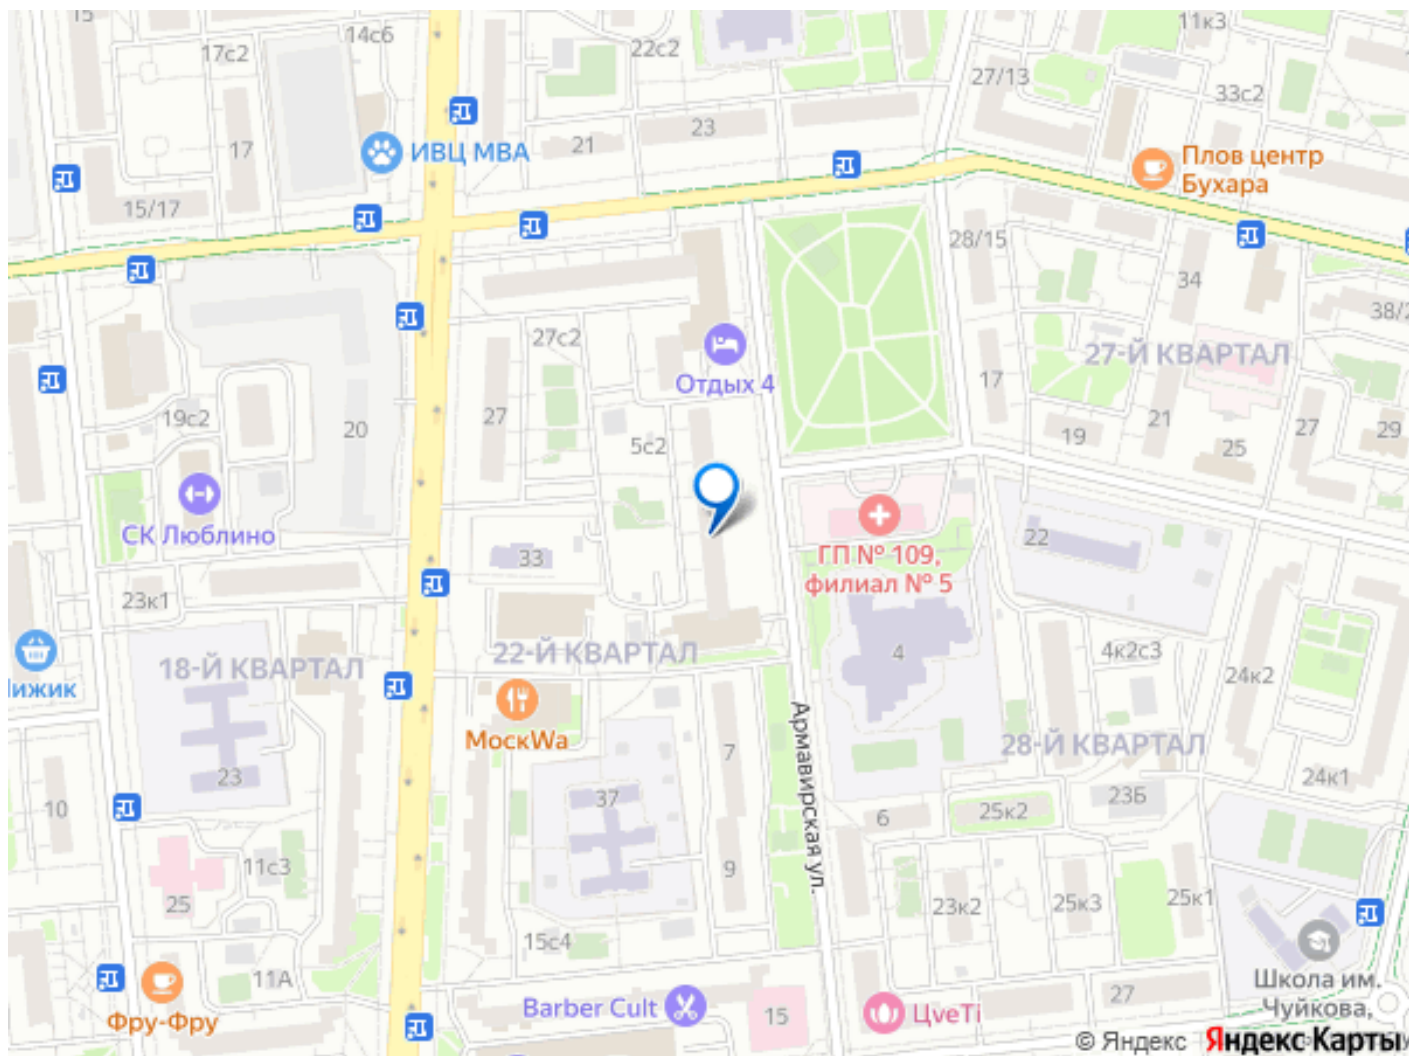 15
17с2
14с6
22с2
11к3
27/13
33с2
17
ИВЦ МВА
21
23
Плов центр
Бухара
15/17
28/15
34
38/2
27с2
27-Й КВАРТАЛ
Отдых 4
17
19с2
20
27
5с2
19
21
25
27
29
СК Люблино
33
ГП № 109,
филиал № 5
22
23к1
4
4к2с3
18-Й КВАРТАЛ
22-Й КВАРТАЛ
24к2
МоскWa
Армавирская ул.
7
28-Й КВАРТАЛ
23
37
24к1
10
6
25к2
23Б
11с3
9
25
23к2
25к3
25к1
15с4
11А
Фру-Фру
Barber Cult
15
ЦвеTi
27
Школа им.
Чуйкова,
© Яндекс
Яндекс Карты